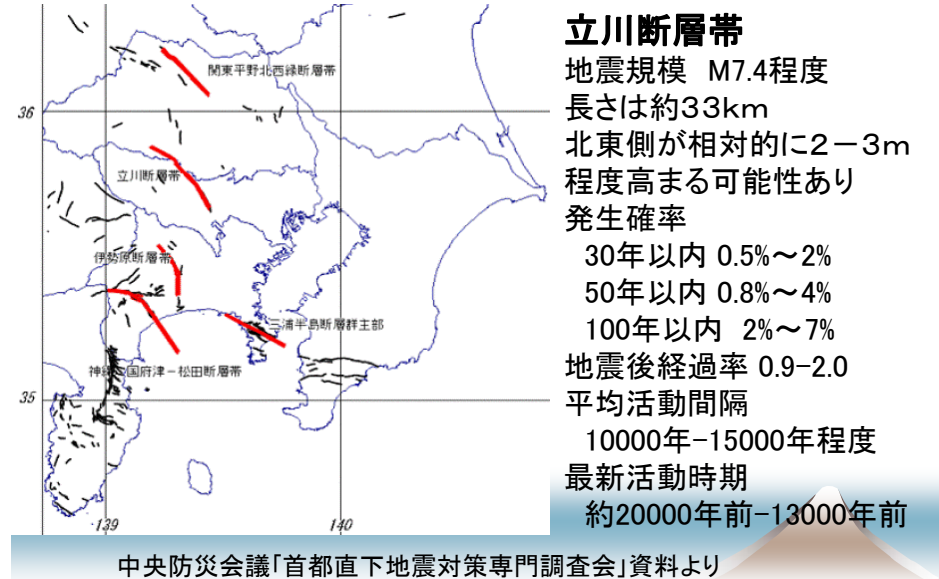 関東平野北西縁断層帯
36
立川断層帯
伊勢原断層帯
三浦半島断層群主部
国府津－松田断層帯
35
139
140
立川断層帯
地震規模　M7.4程度
長さは約３３ｋｍ
北東側が相対的に２－３ｍ
程度高まる可能性あり
発生確率
30年以内 0.5%～2%
50年以内 0.8%～4%
100年以内　2%～7%
地震後経過率 0.9-2.0
平均活動間隔
10000年-15000年程度
最新活動時期
約20000年前-13000年前
中央防災会議「首都直下地震対策専門調査会」資料より